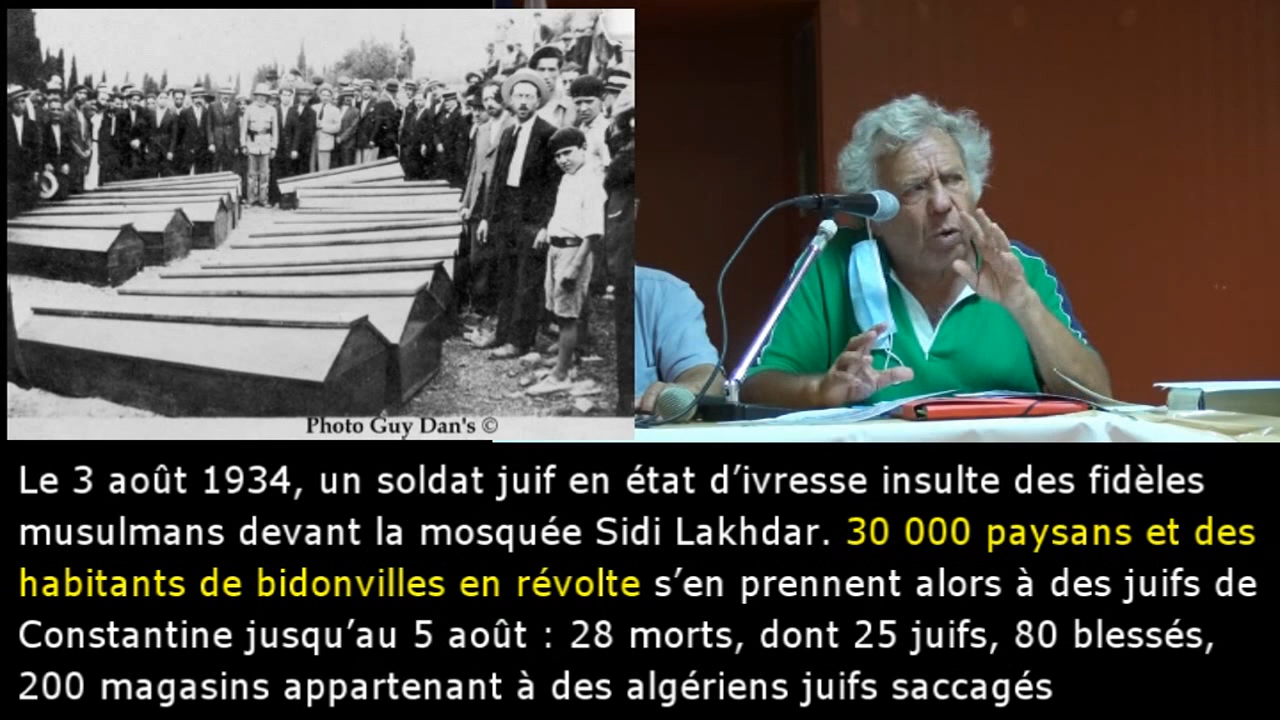 Photo Guy Dan's ©
Le 3 août 1934, un soldat juif en état d’ivresse insulte des fidèles
musulmans devant la mosquée Sidi Lakhdar. 30 000 paysans et des
habitants de bidonvilles en révolte s’en prennent alors à des juifs de
Constantine jusqu’au 5 août : 28 morts, dont 25 juifs, 80 blessés,
200 magasins appartenant à des algériens juifs saccagés